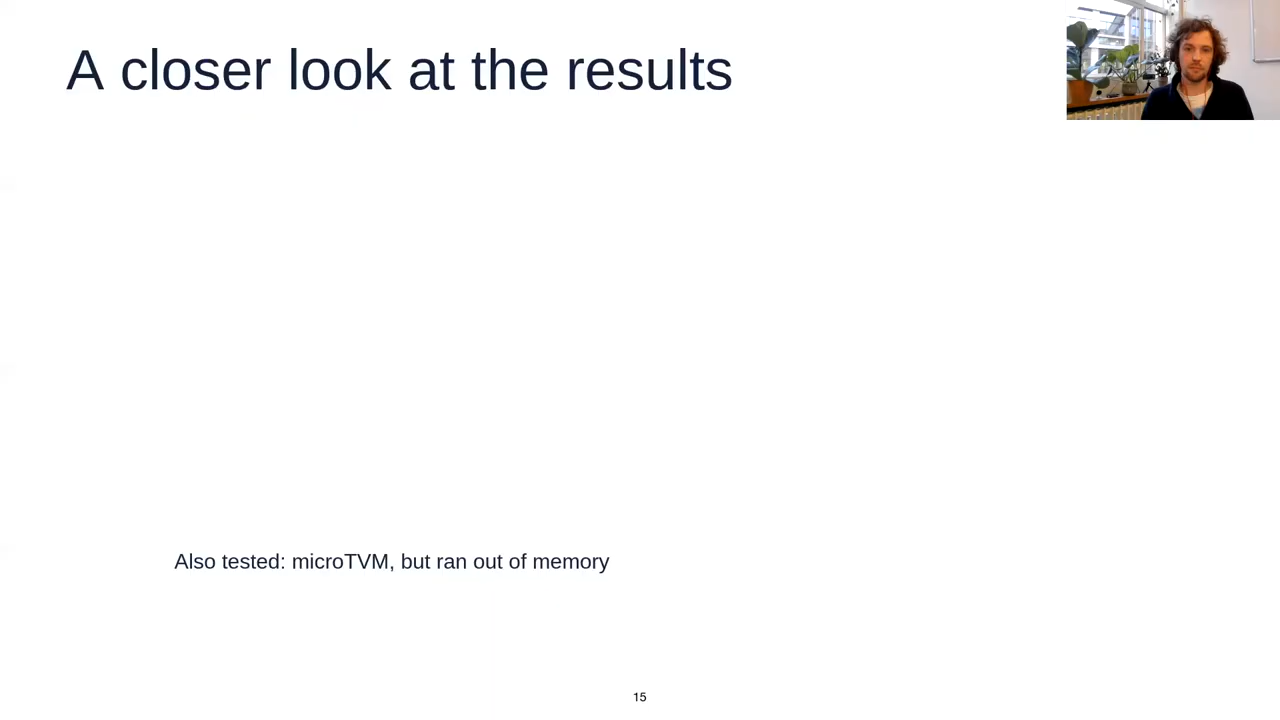 A closer look at the results
Also tested: microTVM, but ran out of memory
15